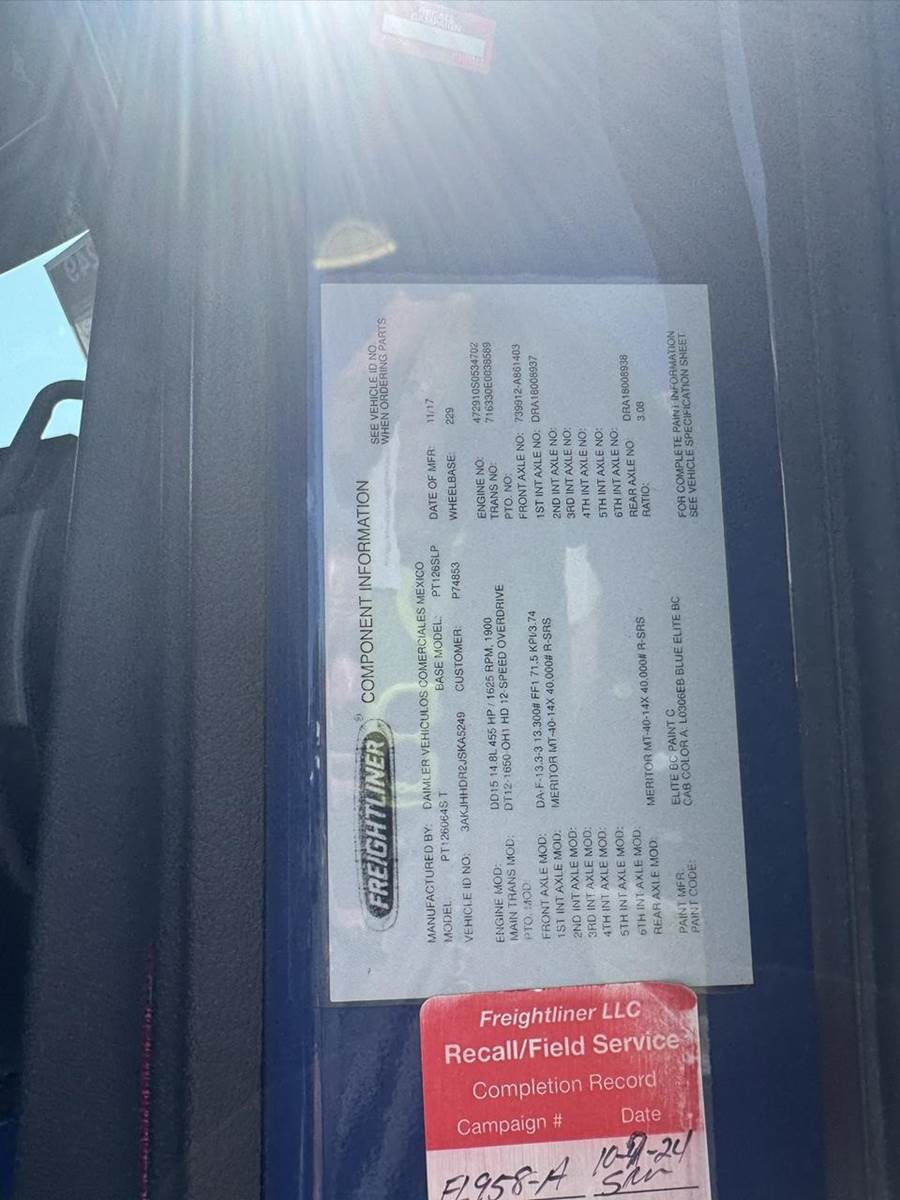 FREIGHTLINER® COMPONENT INFORMATION
SEE VEHICLE ID NO.
WHEN ORDERING PARTS
MANUFACTURED BY: DAIMLER VEHICULOS COMERCIALES MEXICO
DATE OF MFR: 11/17
MODEL PT126064S T BASE MODEL: PT126SLP
WHEELBASE: 229
VEHICLE ID NO: 3AKJHHDR2JSKA5249 CUSTOMER: P74853
ENGINE MOD: DD15 14.8L 455 HP / 1625 RPM, 1900
ENGINE NO: 472910S0534702
MAIN TRANS MOD: DT12-1650-OH1 HD 12-SPEED OVERDRIVE
TRANS NO: 716330E0038589
PTO. MOD:
PTO. NO:
FRONT AXLE MOD: DA-F-13.3-3 13.300# FF1 71.5 KPI/3.74
FRONT AXLE NO: 739912-A861403
1ST INT AXLE MOD: MERITOR MT-40-14X 40.000# R-SRS
1ST INT AXLE NO: DRA18008937
2ND INT AXLE MOD:
2ND INT AXLE NO:
3RD INT AXLE MOD:
3RD INT AXLE NO:
4TH INT AXLE MOD:
4TH INT AXLE NO:
5TH INT AXLE MOD:
5TH INT AXLE NO:
6TH INT AXLE MOD:
6TH INT AXLE NO:
REAR AXLE MOD: MERITOR MT-40-14X 40.000# R-SRS
REAR AXLE NO DRA18008938
RATIO: 3.08
PAINT MFR: ELITE BC PAINT C
PAINT CODE: CAB COLOR A: L0306EB BLUE ELITE BC
FOR COMPLETE PAINT INFORMATION
SEE VEHICLE SPECIFICATION SHEET
Freightliner LLC
Recall/Field Service
Completion Record
Campaign # Date
FL958-A